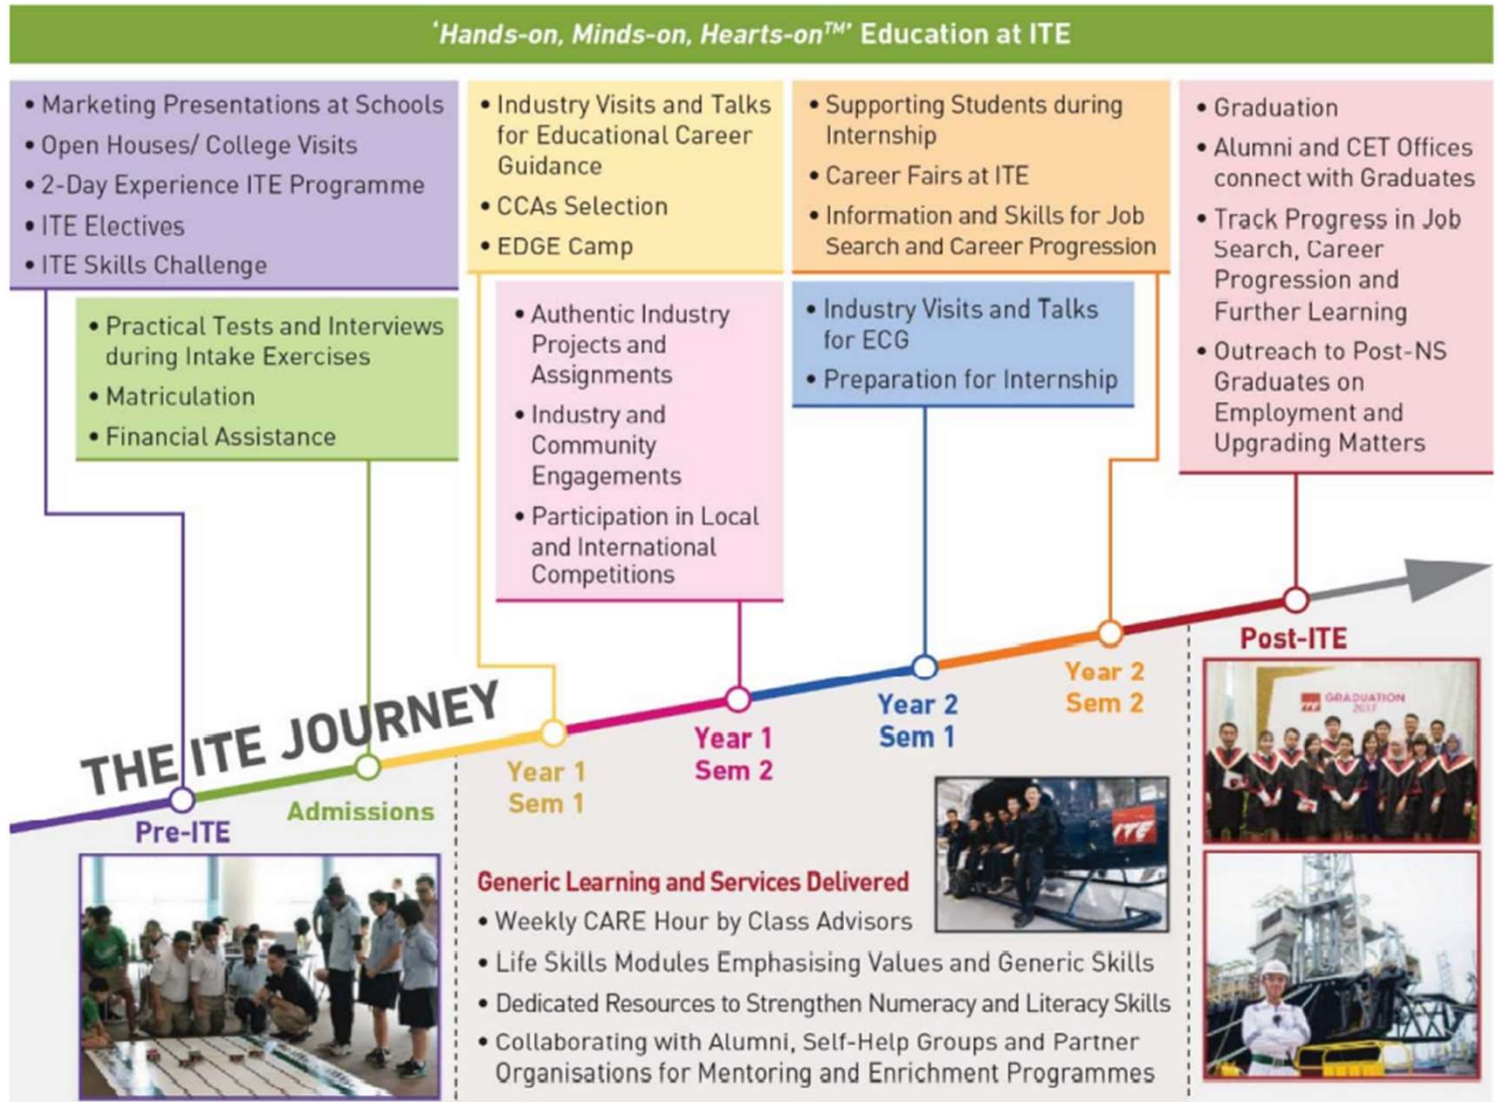 ‘Hands-on, Minds-on, Hearts-on™’ Education at ITE
• Marketing Presentations at Schools
• Open Houses/ College Visits
• 2-Day Experience ITE Programme
• ITE Electives
• ITE Skills Challenge
• Practical Tests and Interviews
during Intake Exercises
• Matriculation
• Financial Assistance
• Industry Visits and Talks
for Educational Career
Guidance
• CCAs Selection
• EDGE Camp
• Authentic Industry
Projects and
Assignments
• Industry and
Community
Engagements
• Participation in Local
and International
Competitions
• Supporting Students during
Internship
• Career Fairs at ITE
• Information and Skills for Job
Search and Career Progression
• Industry Visits and Talks
for ECG
• Preparation for Internship
• Graduation
• Alumni and CET Offices
connect with Graduates
• Track Progress in Job
Search, Career
Progression and
Further Learning
• Outreach to Post-NS
Graduates on
Employment and
Upgrading Matters
THE ITE JOURNEY
Pre-ITE
Admissions
Year 1
Sem 1
Year 1
Sem 2
Year 2
Sem 1
Year 2
Sem 2
Post-ITE
GRADUATION
2017
ITE
Generic Learning and Services Delivered
• Weekly CARE Hour by Class Advisors
• Life Skills Modules Emphasising Values and Generic Skills
• Dedicated Resources to Strengthen Numeracy and Literacy Skills
• Collaborating with Alumni, Self-Help Groups and Partner
Organisations for Mentoring and Enrichment Programmes